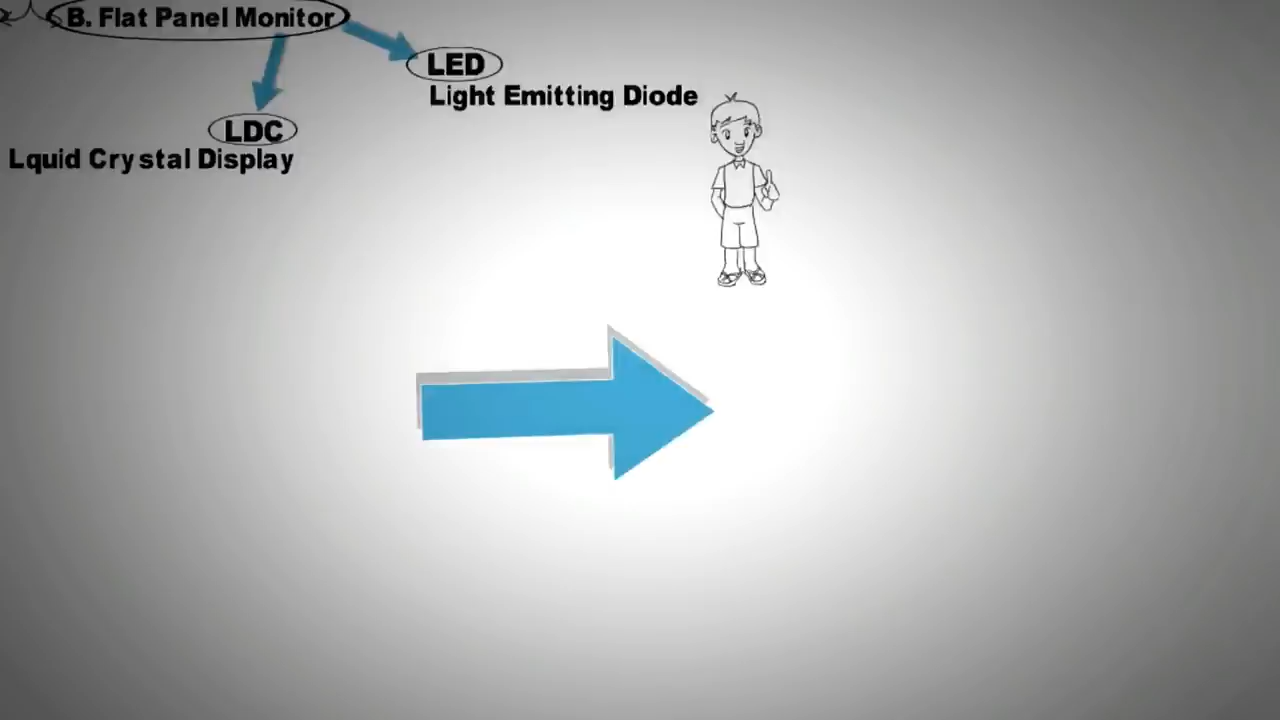 B. Flat Panel Monitor
LED
Light Emitting Diode
LDC
Lquid Crystal Display